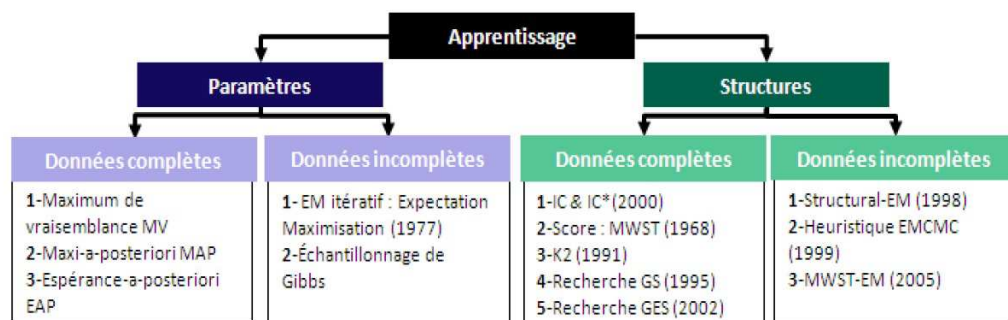 Apprentissage
Paramètres
Structures
Données complètes
1-Maximum de
vraisemblance MV
2-Maxi-a-posteriori MAP
3-Espérance-a-posteriori
EAP
Données incomplètes
1- EM itératif : Expectation
Maximisation (1977)
2-Échantillonnage de
Gibbs
Données complètes
1-IC & IC* (2000)
2-Score : MWST (1968)
3-K2 (1991)
4-Recherche GS (1995)
5-Recherche GES (2002)
Données incomplètes
1-Structural-EM (1998)
2-Heuristique EMCMC
(1999)
3-MWST-EM (2005)